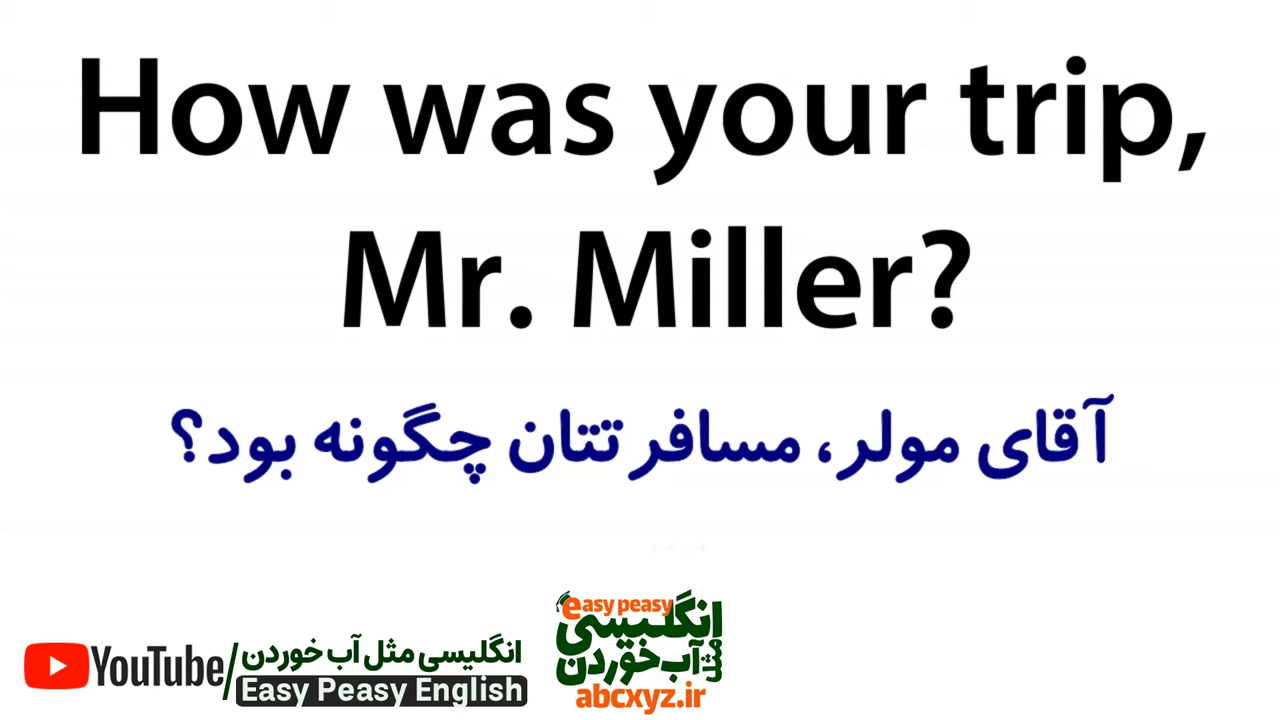 How was your trip,
Mr. Miller?
آقای مولر، مسافرتتان چگونه بود؟
YouTube/انگلیسی مثل آب خوردن
Easy Peasy English
easy peasy
انگلیسی
مثل
آب خوردن
abcxyz.ir